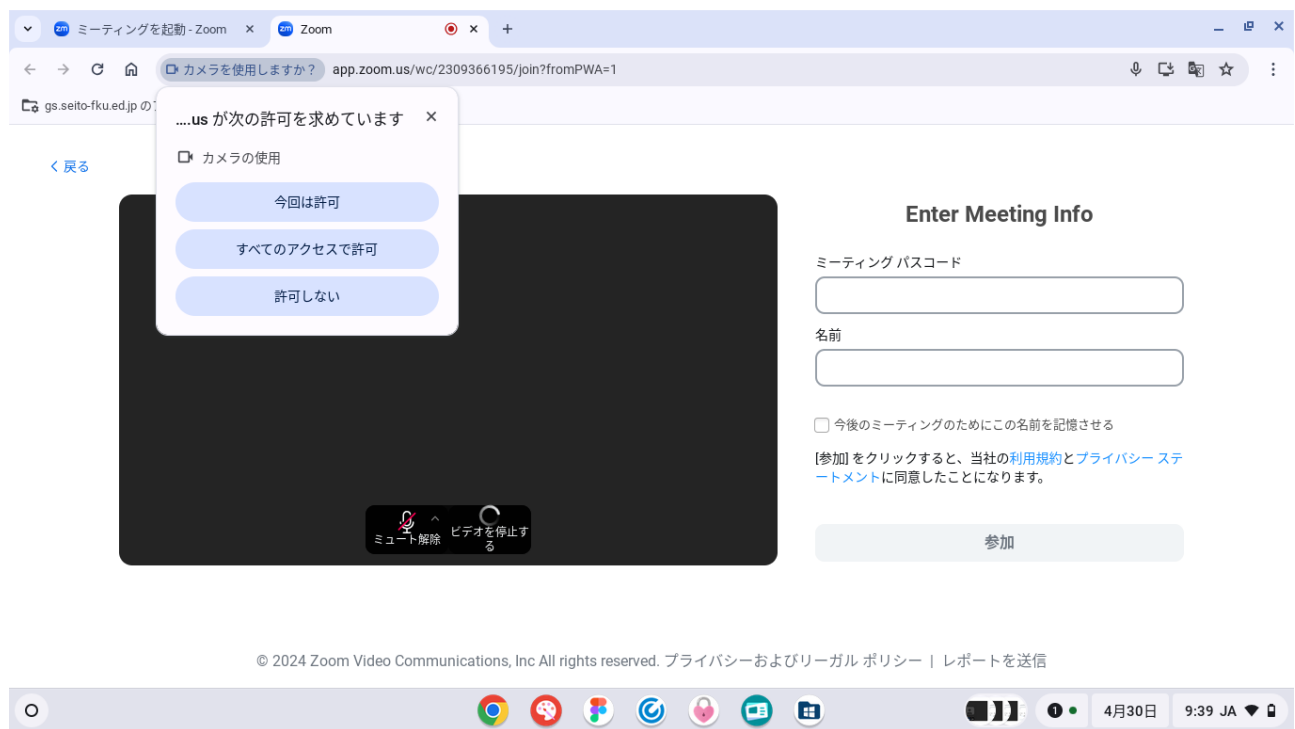 zm ミーティングを起動 - Zoom
zm Zoom
カメラを使用しますか？ app.zoom.us/wc/2309366195/join?fromPWA=1
gs.seito-fku.ed.jp の
….us が次の許可を求めています
カメラの使用
今回は許可
すべてのアクセスで許可
許可しない
戻る
ミュート解除
ビデオを停止す
る
Enter Meeting Info
ミーティング パスコード
名前
今後のミーティングのためにこの名前を記憶させる
[参加] をクリックすると、当社の利用規約とプライバシー ステ
ートメントに同意したことになります。
参加
© 2024 Zoom Video Communications, Inc All rights reserved. プライバシーおよびリーガル ポリシー | レポートを送信
1 4月30日 9:39 JA